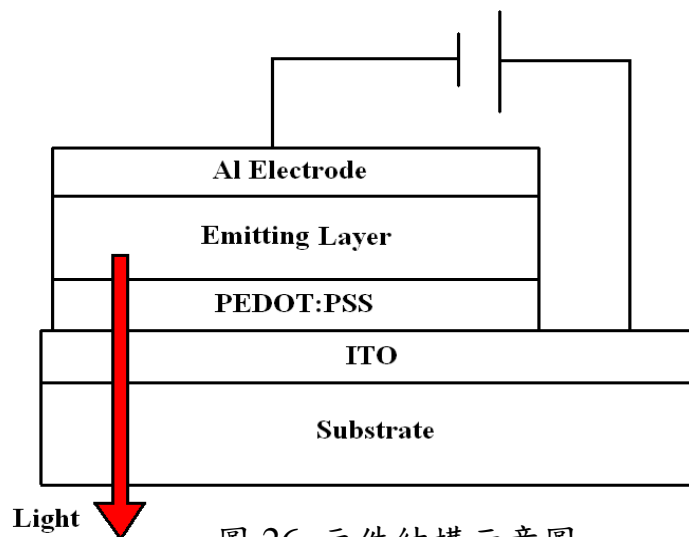 Al Electrode
Emitting Layer
PEDOT:PSS
ITO
Substrate
Light
圖 26 元件結構示意圖